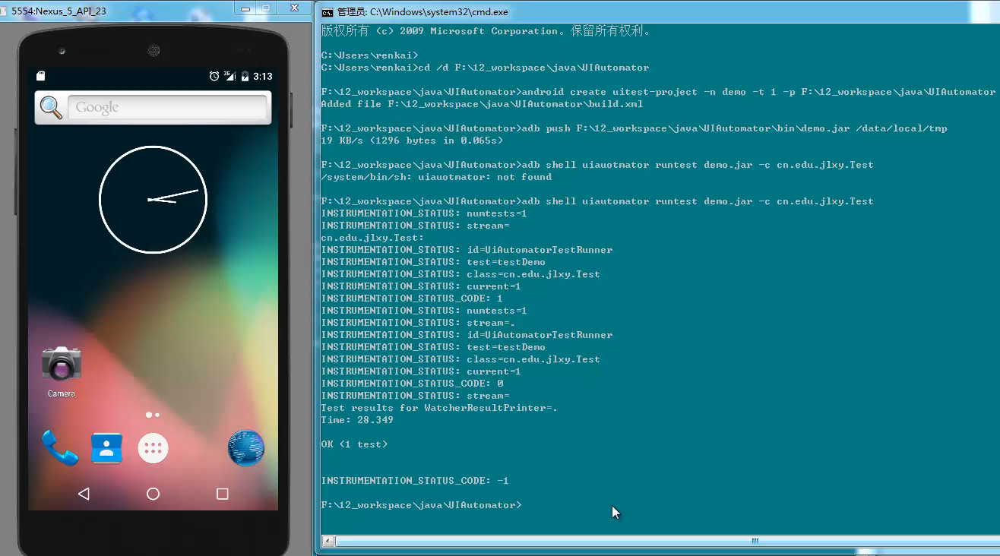 5554:Nexus_5_API_23
3G
3:13
Google
Camera
管理员: C:\Windows\system32\cmd.exe
版权所有 (c) 2009 Microsoft Corporation。保留所有权利。
C:\Users\renkai>
C:\Users\renkai>cd /d F:\12_workspace\java\UIAutomator
F:\12_workspace\java\UIAutomator>android create uitest-project -n demo -t 1 -p F:\12_workspace\java\UIAutomator
Added file F:\12_workspace\java\UIAutomator\build.xml
F:\12_workspace\java\UIAutomator>adb push F:\12_workspace\java\UIAutomator\bin\demo.jar /data/local/tmp
19 KB/s (1296 bytes in 0.065s)
F:\12_workspace\java\UIAutomator>adb shell uiauotmator runtest demo.jar -c cn.edu.jlxy.Test
/system/bin/sh: uiauotmator: not found
F:\12_workspace\java\UIAutomator>adb shell uiautomator runtest demo.jar -c cn.edu.jlxy.Test
INSTRUMENTATION_STATUS: numtests=1
INSTRUMENTATION_STATUS: stream=
cn.edu.jlxy.Test:
INSTRUMENTATION_STATUS: id=UiAutomatorTestRunner
INSTRUMENTATION_STATUS: test=testDemo
INSTRUMENTATION_STATUS: class=cn.edu.jlxy.Test
INSTRUMENTATION_STATUS: current=1
INSTRUMENTATION_STATUS_CODE: 1
INSTRUMENTATION_STATUS: numtests=1
INSTRUMENTATION_STATUS: stream=.
INSTRUMENTATION_STATUS: id=UiAutomatorTestRunner
INSTRUMENTATION_STATUS: test=testDemo
INSTRUMENTATION_STATUS: class=cn.edu.jlxy.Test
INSTRUMENTATION_STATUS: current=1
INSTRUMENTATION_STATUS_CODE: 0
INSTRUMENTATION_STATUS: stream=
Test results for WatcherResultPrinter=.
Time: 28.349
OK (1 test)
INSTRUMENTATION_STATUS_CODE: -1
F:\12_workspace\java\UIAutomator>